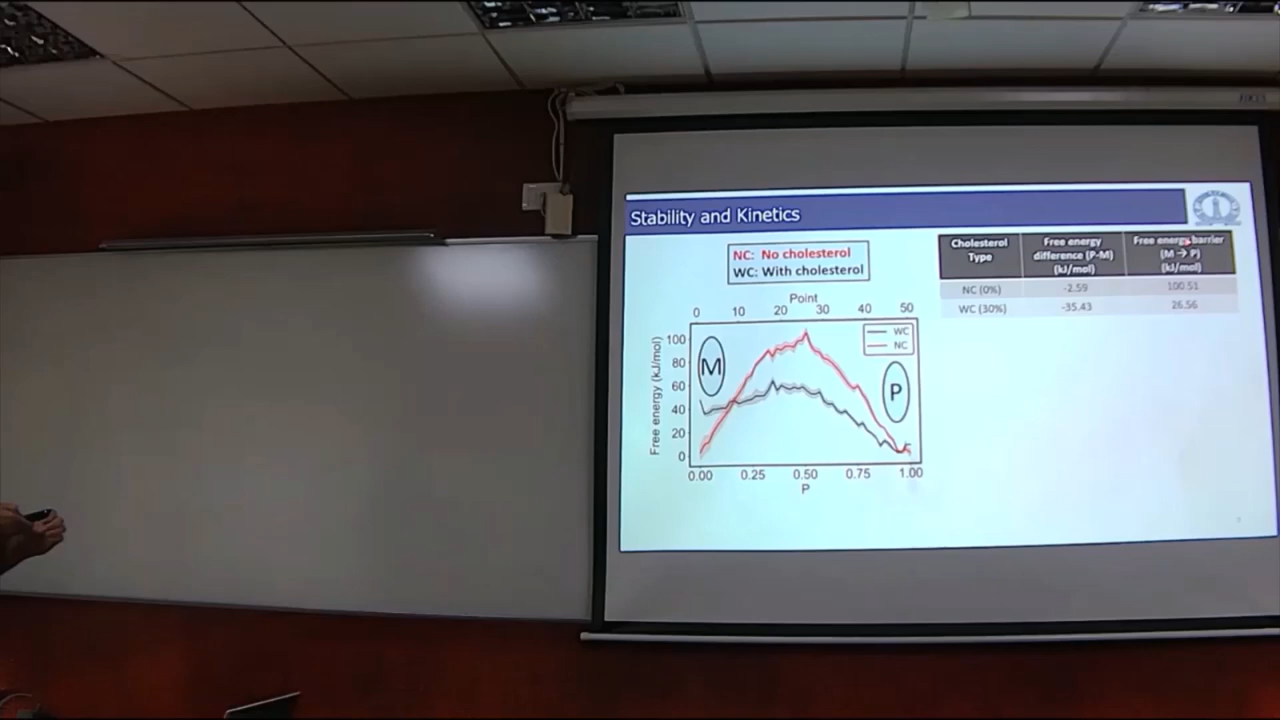 FOCUS
Stability and Kinetics
NC: No cholesterol
WC: With cholesterol
Cholesterol Type
Free energy difference (P-M) (kJ/mol)
Free energy barrier (M → P) (kJ/mol)
NC (0%) -2.59 100.51
WC (30%) -35.43 26.56
Point
0 10 20 30 40 50
Free energy (kJ/mol)
100
80
60
40
20
0
M
P
WC
NC
0.00 0.25 0.50 0.75 1.00
P